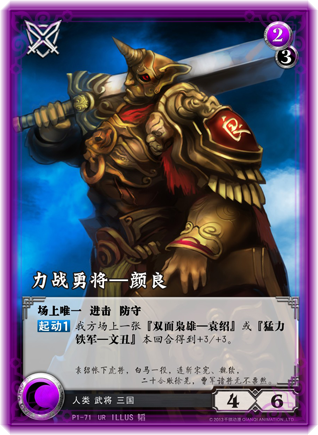 2
3
力战勇将—颜良
场上唯一 进击 防守
起动1 我方场上一张『双面枭雄—袁绍』或『猛力
铁军—文丑』本回合得到+3/+3。
袁绍帐下虎将，白马一役，连斩宋宪、魏续，
二十合败徐晃，曹军诸将无不栗然。
4 6
人类 武将 三国
P1-71 UR ILLUS 韬